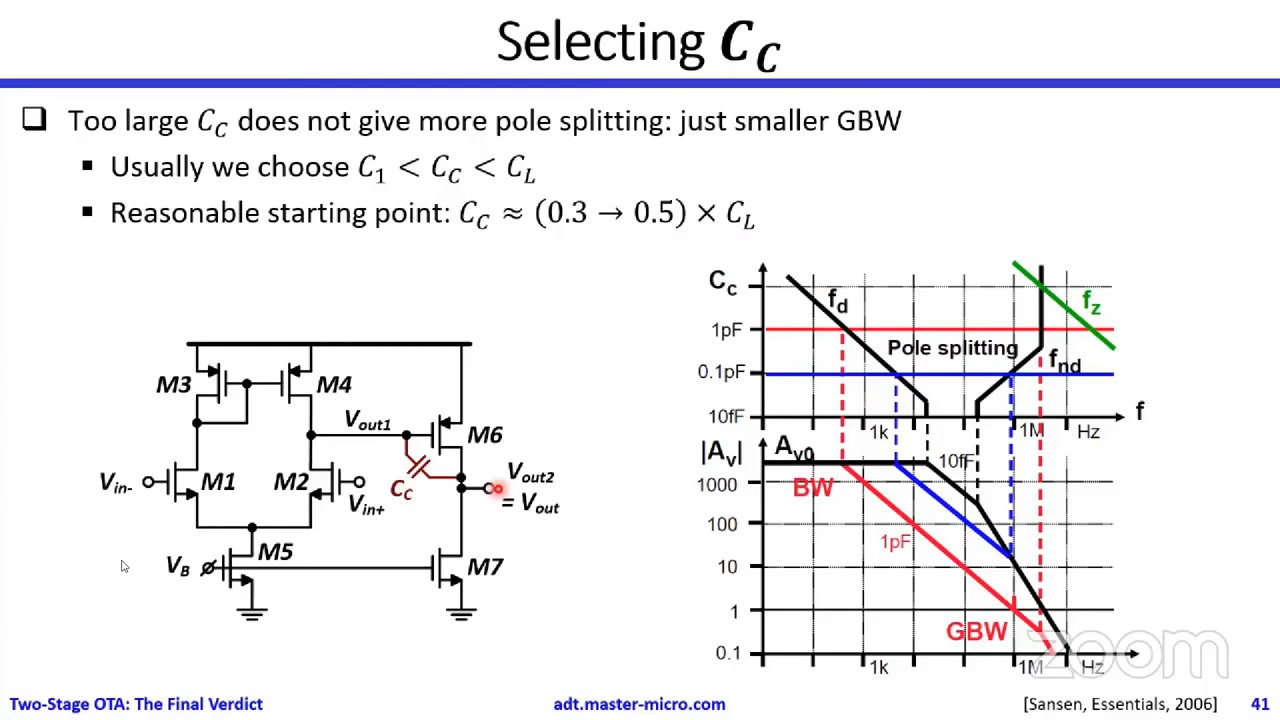 Selecting C_C
Too large C_C does not give more pole splitting: just smaller GBW
Usually we choose C_1 < C_C < C_L
Reasonable starting point: C_C ≈ (0.3 → 0.5) × C_L
M3
M4
V_out1
M6
V_in-
M1
M2
V_in+
C_C
V_out2
= V_out
M5
V_B
M7
C_c
f_d
f_z
1pF
Pole splitting
f_nd
0.1pF
10fF
1k
1M
Hz
f
|A_v|
A_v0
10fF
BW
1000
100
1pF
10
1
GBW
0.1
1k
1M
Hz
zoom
Two-Stage OTA: The Final Verdict
adt.master-micro.com
[Sansen, Essentials, 2006]
41